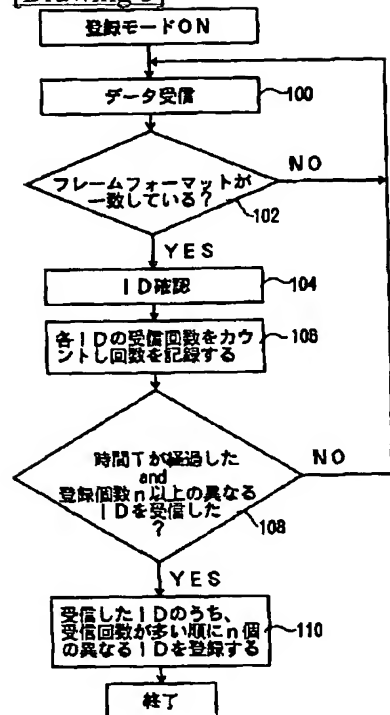 [Drawing 3]
登録モードON
データ受信
100
フレームフォーマットが
一致している?
NO
102
YES
ID確認
104
各IDの受信回数をカウ
ントし回数を記録する
106
時間Tが経過した
and
登録個数n以上の異なる
IDを受信した
?
NO
108
YES
受信したIDのうち、
受信回数が多い順にn個
の異なるIDを登録する
110
終了